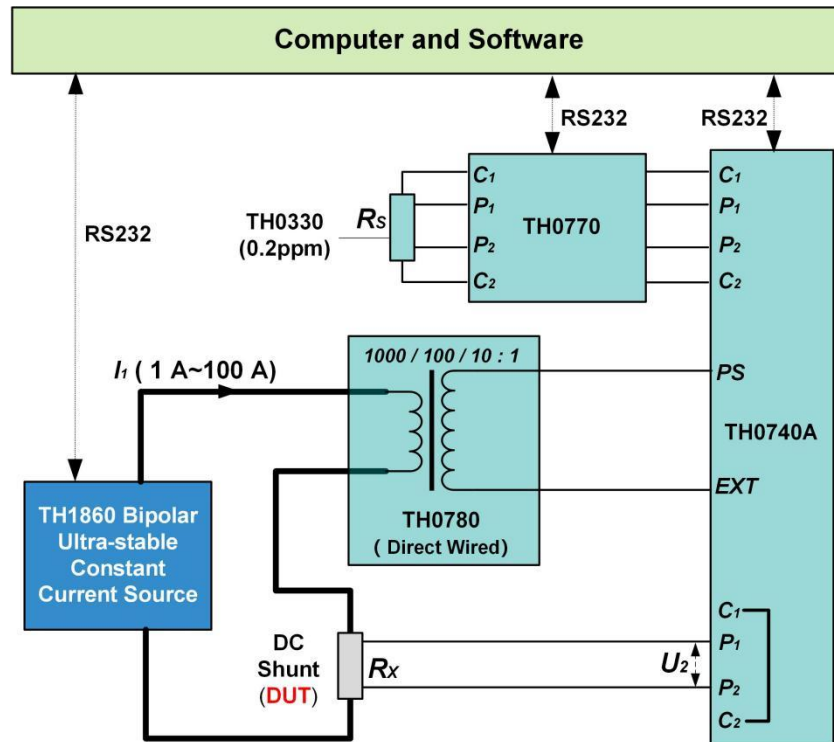 Computer and Software
RS232
RS232
RS232
TH0330
(0.2ppm)
RS
C1
P1
P2
C2
TH0770
C1
P1
P2
C2
I1 ( 1 A~100 A)
1000 / 100 / 10 : 1
TH0780
( Direct Wired)
PS
TH0740A
EXT
TH1860 Bipolar
Ultra-stable
Constant
Current Source
DC
Shunt
(DUT)
RX
U2
C1
P1
P2
C2